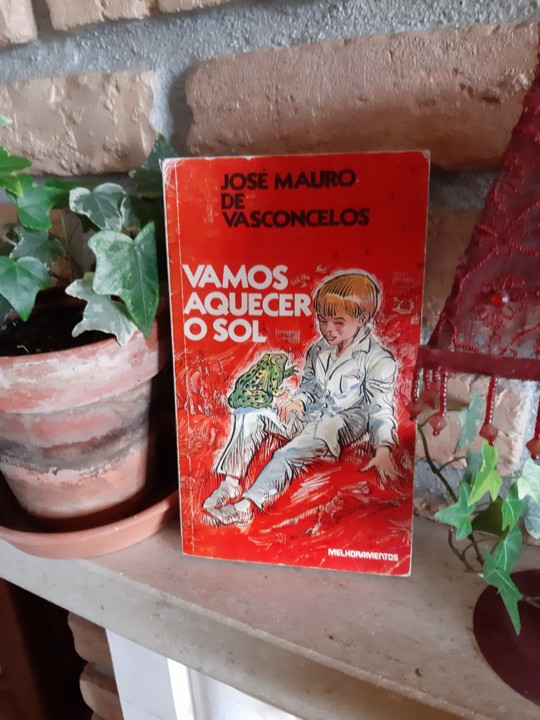 JOSÉ MAURO
DE
VASCONCELOS
VAMOS
AQUECER
O SOL
MELHORAMENTOS